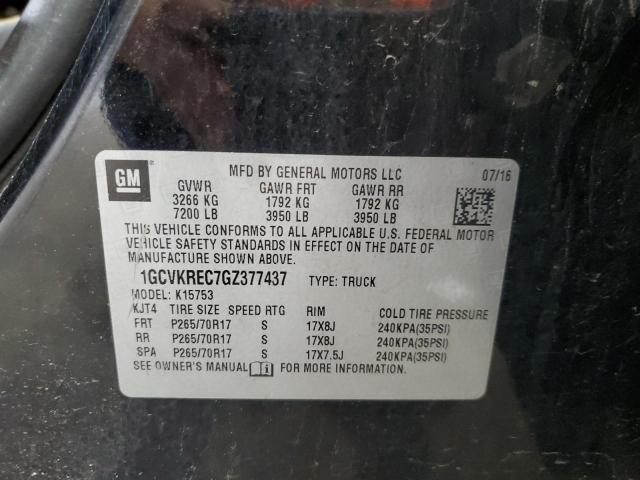 GM MFD BY GENERAL MOTORS LLC 07/16
GVWR GAWR FRT GAWR RR
3266 KG 1792 KG 1792 KG
7200 LB 3950 LB 3950 LB
THIS VEHICLE CONFORMS TO ALL APPLICABLE U.S. FEDERAL MOTOR
VEHICLE SAFETY STANDARDS IN EFFECT ON THE DATE OF
MANUFACTURE SHOWN ABOVE.
1GCVKREC7GZ377437 TYPE: TRUCK
MODEL: K15753
KJT4 TIRE SIZE SPEED RTG RIM COLD TIRE PRESSURE
FRT P265/70R17 S 17X8J 240KPA(35PSI)
RR P265/70R17 S 17X8J 240KPA(35PSI)
SPA P265/70R17 S 17X7.5J 240KPA(35PSI)
SEE OWNER'S MANUAL FOR MORE INFORMATION.